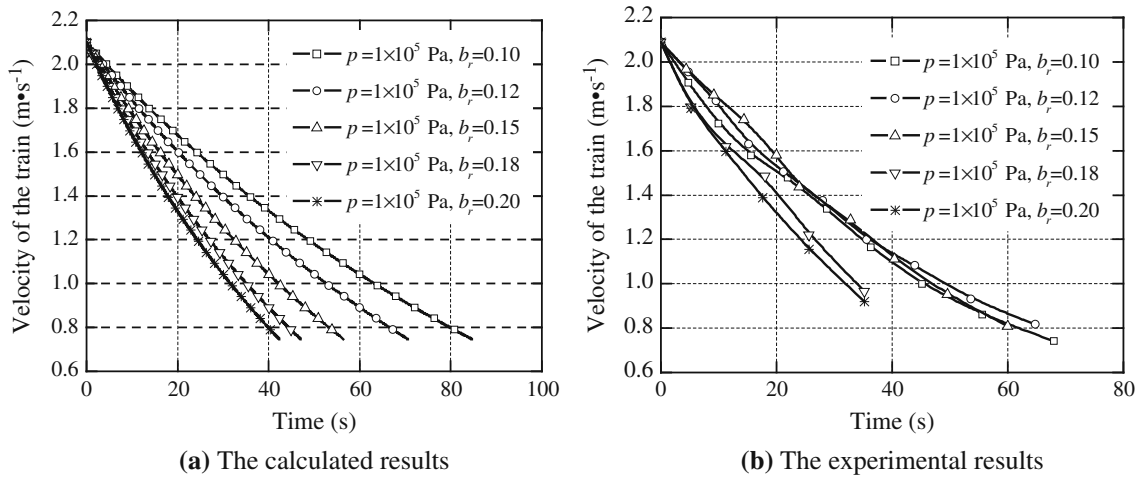 2.2
2.0
1.8
1.6
1.4
1.2
1.0
0.8
0.6
Velocity of the train (m•s⁻¹)
p=1×10⁵ Pa, bᵣ=0.10
p=1×10⁵ Pa, bᵣ=0.12
p=1×10⁵ Pa, bᵣ=0.15
p=1×10⁵ Pa, bᵣ=0.18
p=1×10⁵ Pa, bᵣ=0.20
0 20 40 60 80 100
Time (s)
(a) The calculated results
2.2
2.0
1.8
1.6
1.4
1.2
1.0
0.8
0.6
Velocity of the train (m•s⁻¹)
p=1×10⁵ Pa, bᵣ=0.10
p=1×10⁵ Pa, bᵣ=0.12
p=1×10⁵ Pa, bᵣ=0.15
p=1×10⁵ Pa, bᵣ=0.18
p=1×10⁵ Pa, bᵣ=0.20
0 20 40 60 80
Time (s)
(b) The experimental results